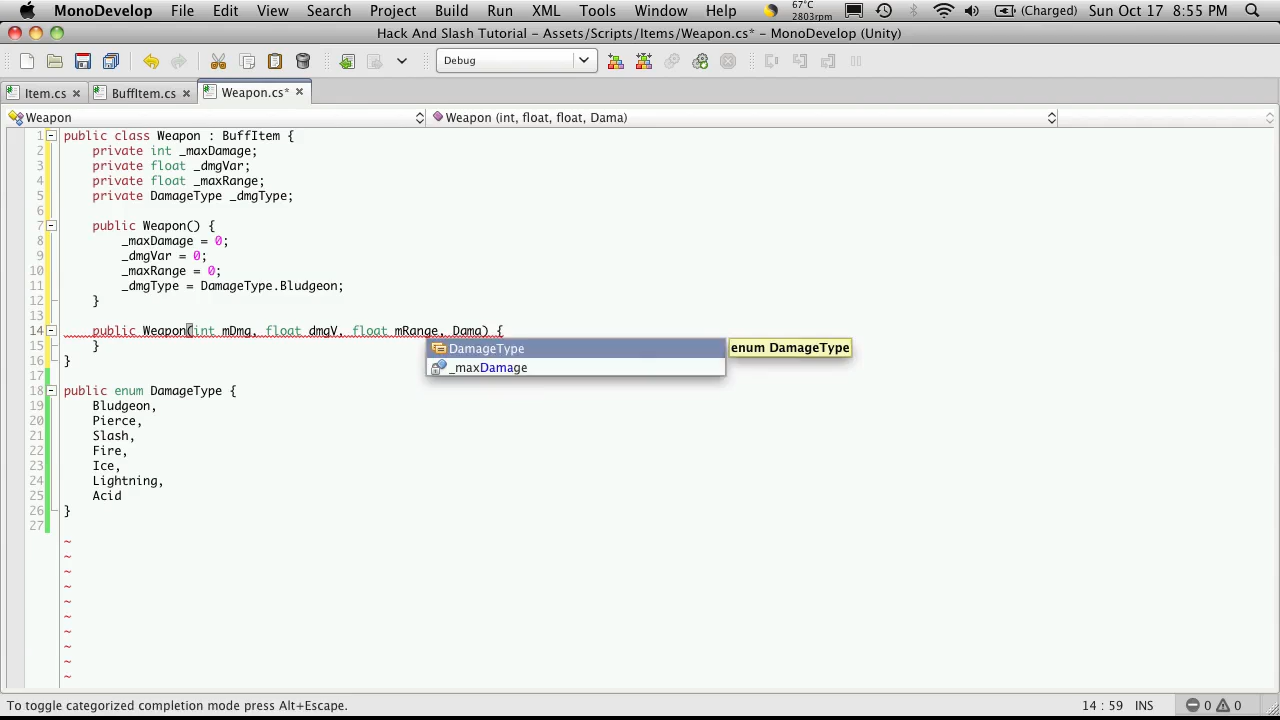 MonoDevelop File Edit View Search Project Build Run XML Tools Window Help 67°C 2803rpm (Charged) Sun Oct 17 8:55 PM
Hack And Slash Tutorial - Assets/Scripts/Items/Weapon.cs* - MonoDevelop (Unity)
Debug
Item.cs × BuffItem.cs × Weapon.cs* ×
Weapon Weapon (int, float, float, Dama)
1 public class Weapon : BuffItem {
2 private int _maxDamage;
3 private float _dmgVar;
4 private float _maxRange;
5 private DamageType _dmgType;
6
7 public Weapon() {
8 _maxDamage = 0;
9 _dmgVar = 0;
10 _maxRange = 0;
11 _dmgType = DamageType.Bludgeon;
12 }
13
14 public Weapon(int mDmg, float dmgV, float mRange, Dama) {
15 }
DamageType enum DamageType
16 }
_maxDamage
17
18 public enum DamageType {
19 Bludgeon,
20 Pierce,
21 Slash,
22 Fire,
23 Ice,
24 Lightning,
25 Acid
26 }
27
~
~
~
~
~
~
~
~
~
~
To toggle categorized completion mode press Alt+Escape. 14 : 59 INS 0 0